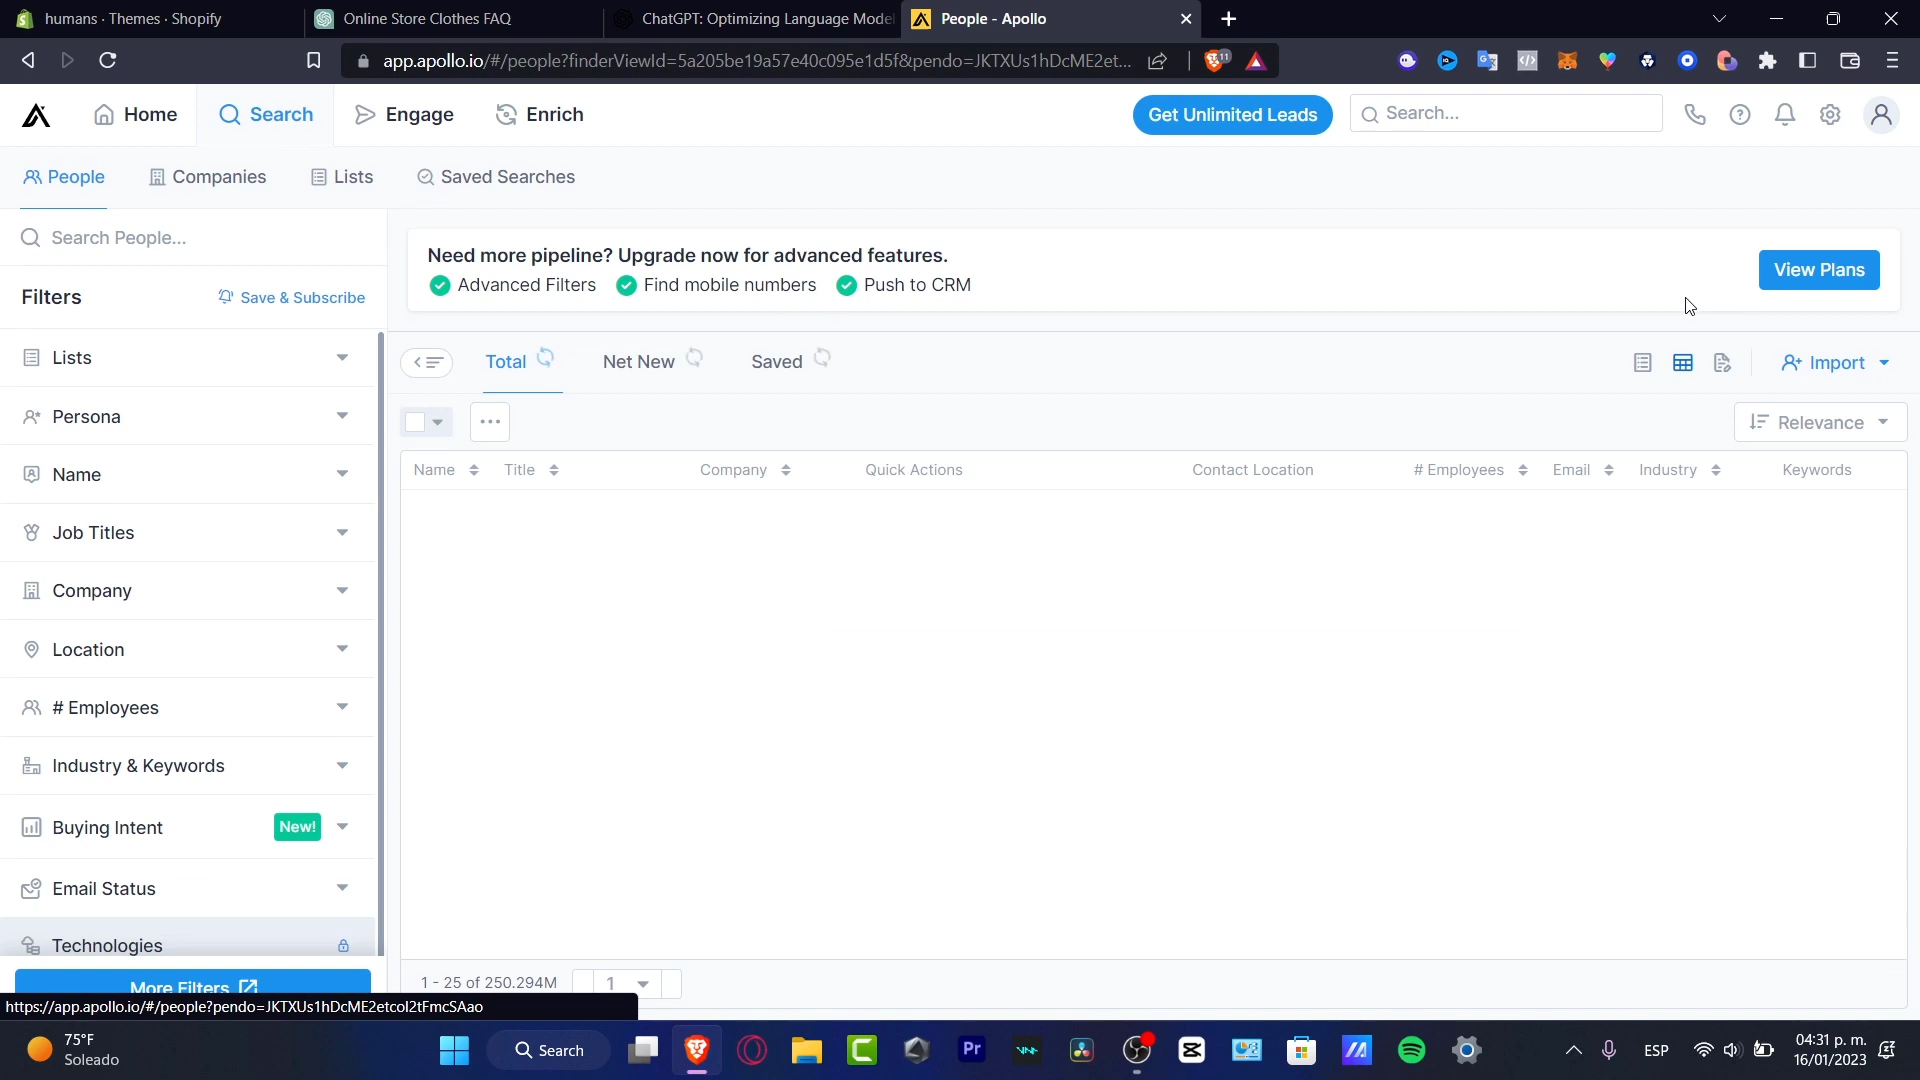 humans · Themes · Shopify
Online Store Clothes FAQ
ChatGPT: Optimizing Language Model
People - Apollo
app.apollo.io/#/people?finderViewId=5a205be19a57e40c095e1d5f&pendo=JKTXUs1hDcME2et...
11
Home
Search
Engage
Enrich
Get Unlimited Leads
Search...
People
Companies
Lists
Saved Searches
Search People...
Need more pipeline? Upgrade now for advanced features.
Advanced Filters
Find mobile numbers
Push to CRM
View Plans
Filters
Save & Subscribe
Lists
Persona
Name
Job Titles
Company
Location
# Employees
Industry & Keywords
Buying Intent
New!
Email Status
Technologies
More Filters
Total
Net New
Saved
Import
Relevance
Name
Title
Company
Quick Actions
Contact Location
# Employees
Email
Industry
Keywords
1 - 25 of 250.294M
1
https://app.apollo.io/#/people?pendo=JKTXUs1hDcME2etcol2tFmcSAao
75°F
Soleado
Search
Pr
ESP
04:31 p. m.
16/01/2023